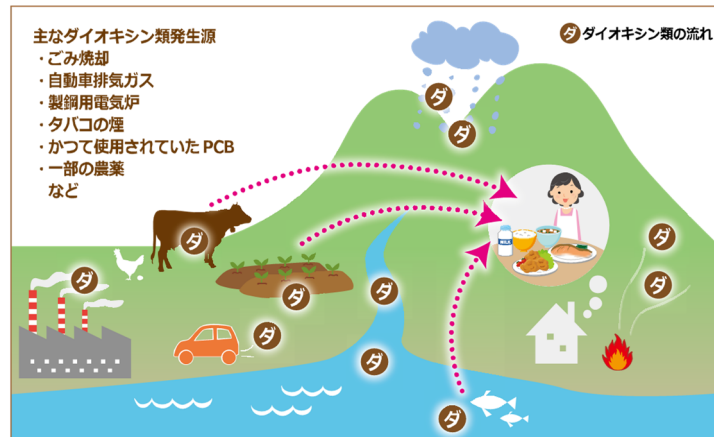 主なダイオキシン類発生源
・ごみ焼却
・自動車排気ガス
・製鋼用電気炉
・タバコの煙
・かつて使用されていたPCB
・一部の農薬
など
ダ ダイオキシン類の流れ
ダ
ダ
ダ
ダ
ダ
ダ
ダ
ダ
ダ
ダ
ダ
MILK